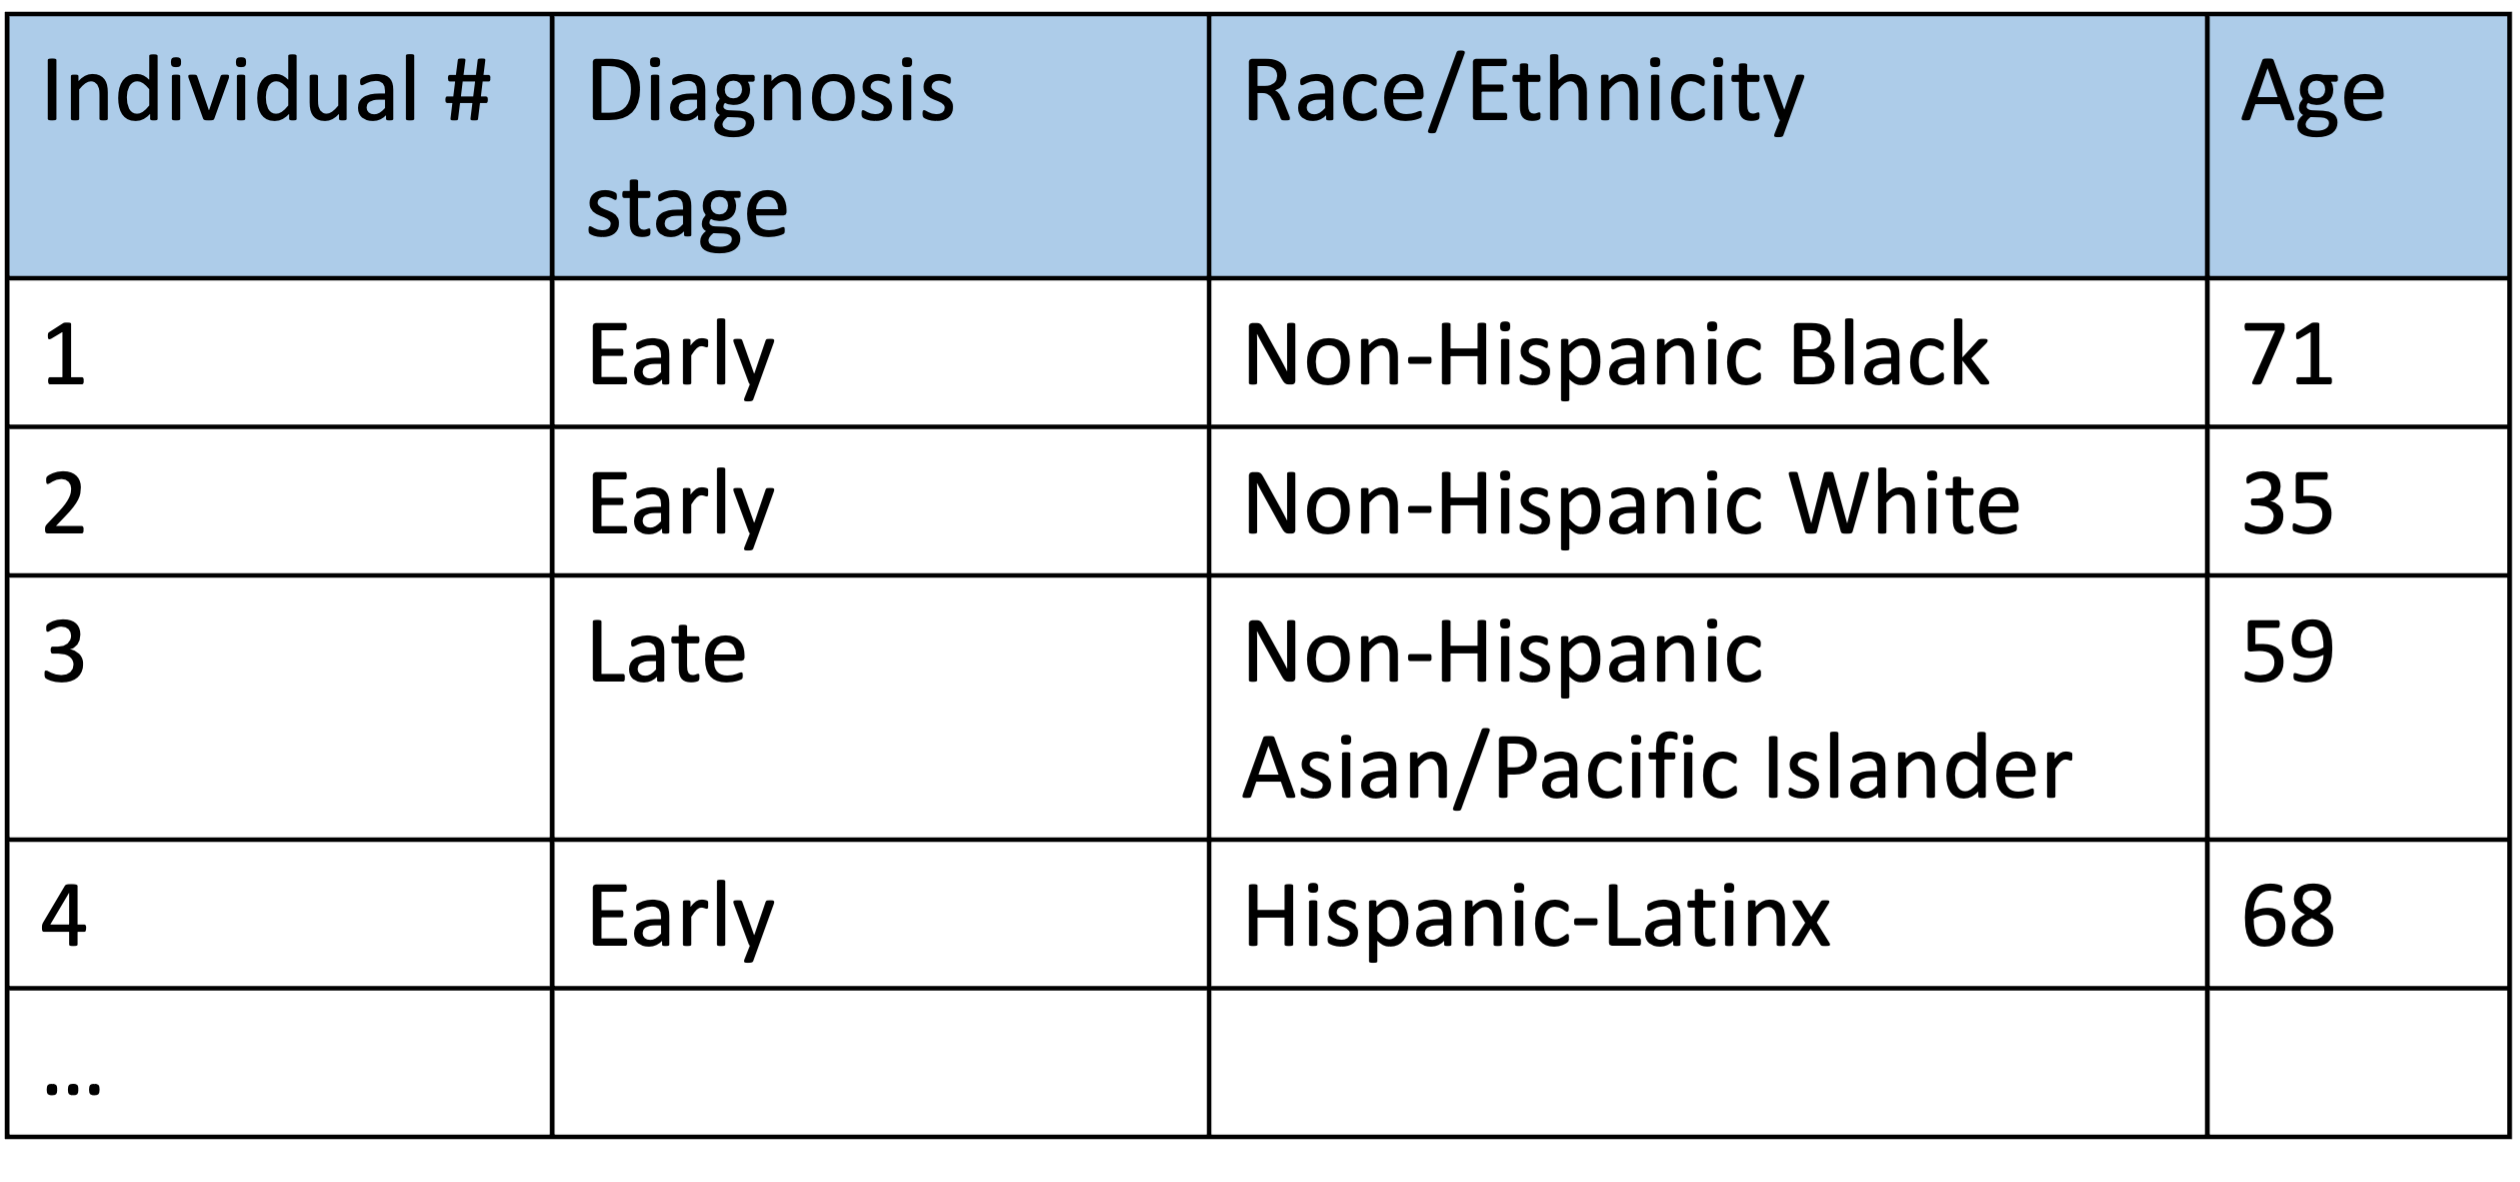 Individual # Diagnosis Race/Ethnicity Age
stage
1 Early Non-Hispanic Black 71
2 Early Non-Hispanic White 35
3 Late Non-Hispanic 59
Asian/Pacific Islander
4 Early Hispanic-Latinx 68
...